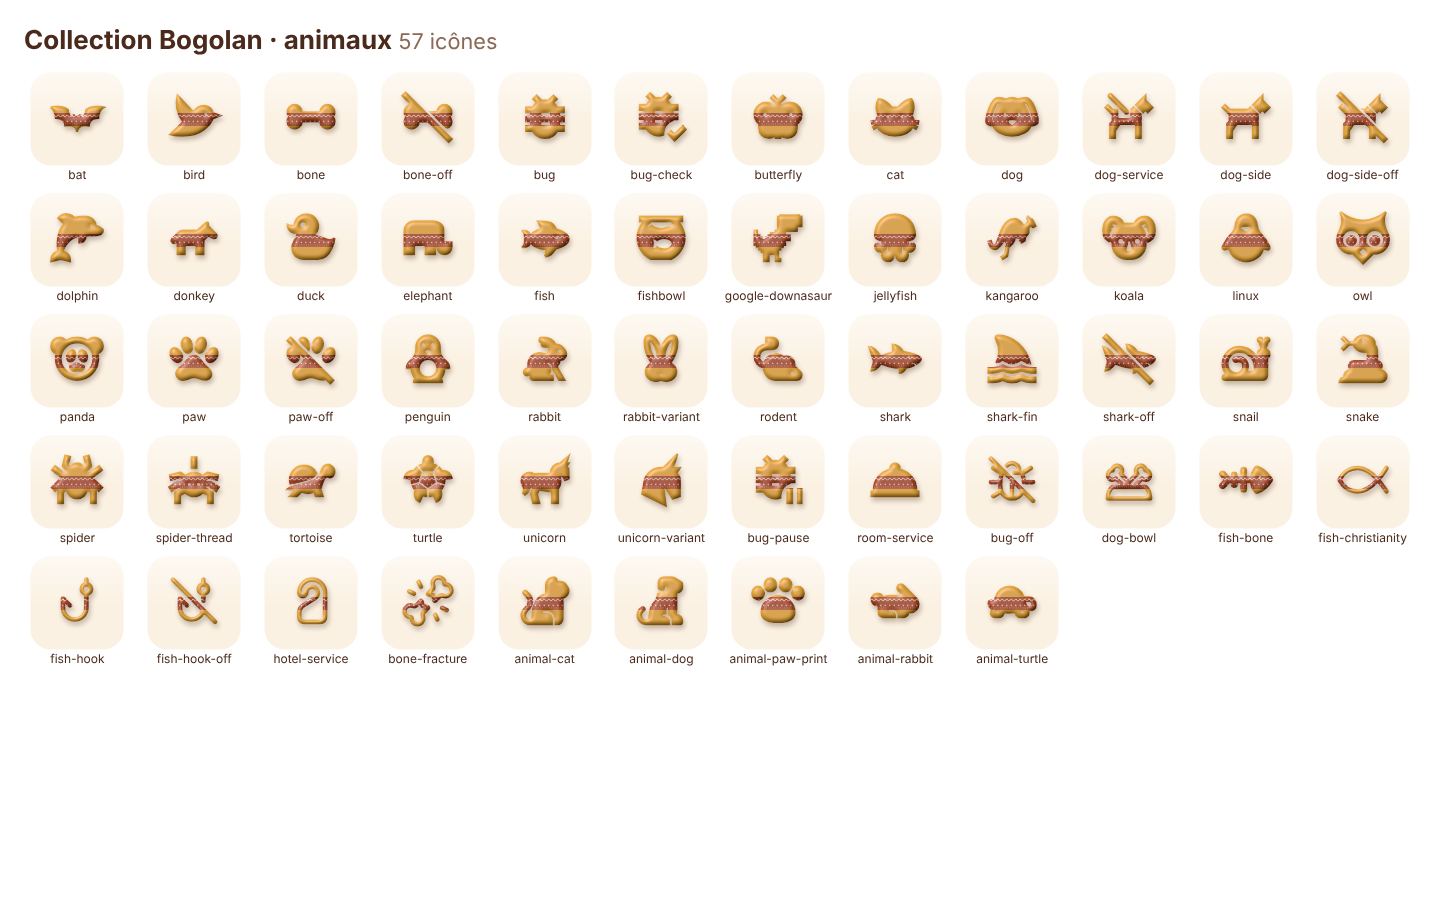 Collection Bogolan · animaux 57 icônes
bat bird bone bone-off bug bug-check butterfly cat dog dog-service dog-side dog-side-off
dolphin donkey duck elephant fish fishbowl google-downasaur jellyfish kangaroo koala linux owl
panda paw paw-off penguin rabbit rabbit-variant rodent shark shark-fin shark-off snail snake
spider spider-thread tortoise turtle unicorn unicorn-variant bug-pause room-service bug-off dog-bowl fish-bone fish-christianity
fish-hook fish-hook-off hotel-service bone-fracture animal-cat animal-dog animal-paw-print animal-rabbit animal-turtle